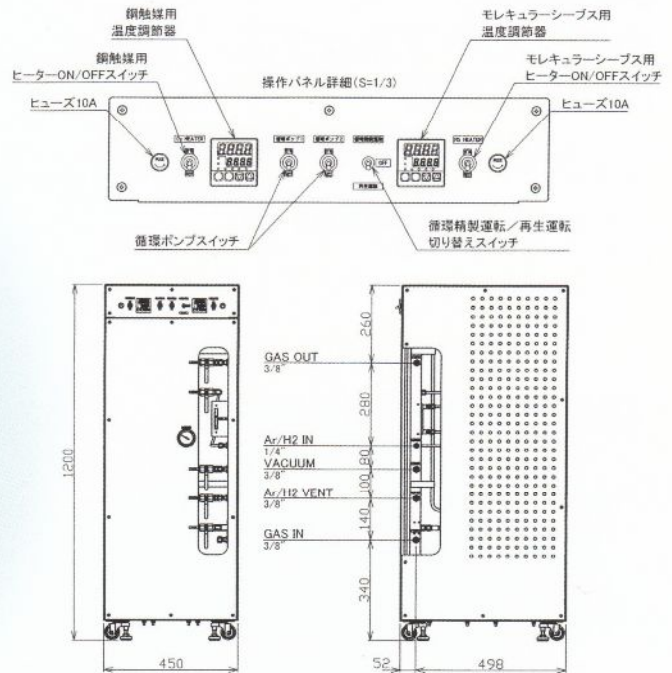 銅触媒用
温度調節器
モレキュラーシーブス用
温度調節器
銅触媒用
ヒーターON/OFFスイッチ
モレキュラーシーブス用
ヒーターON/OFFスイッチ
操作パネル詳細(S=1/3)
ヒューズ10A
ヒューズ10A
HEATER
MS HEATER
OFF
循環ポンプスイッチ
循環精製運転/再生運転
切り替えスイッチ
GAS OUT
3/8"
Ar/H2 IN
1/4"
VACUUM
3/8"
Ar/H2 VENT
3/8"
GAS IN
3/8"
1200
260
280
80
100
140
340
450
52
498